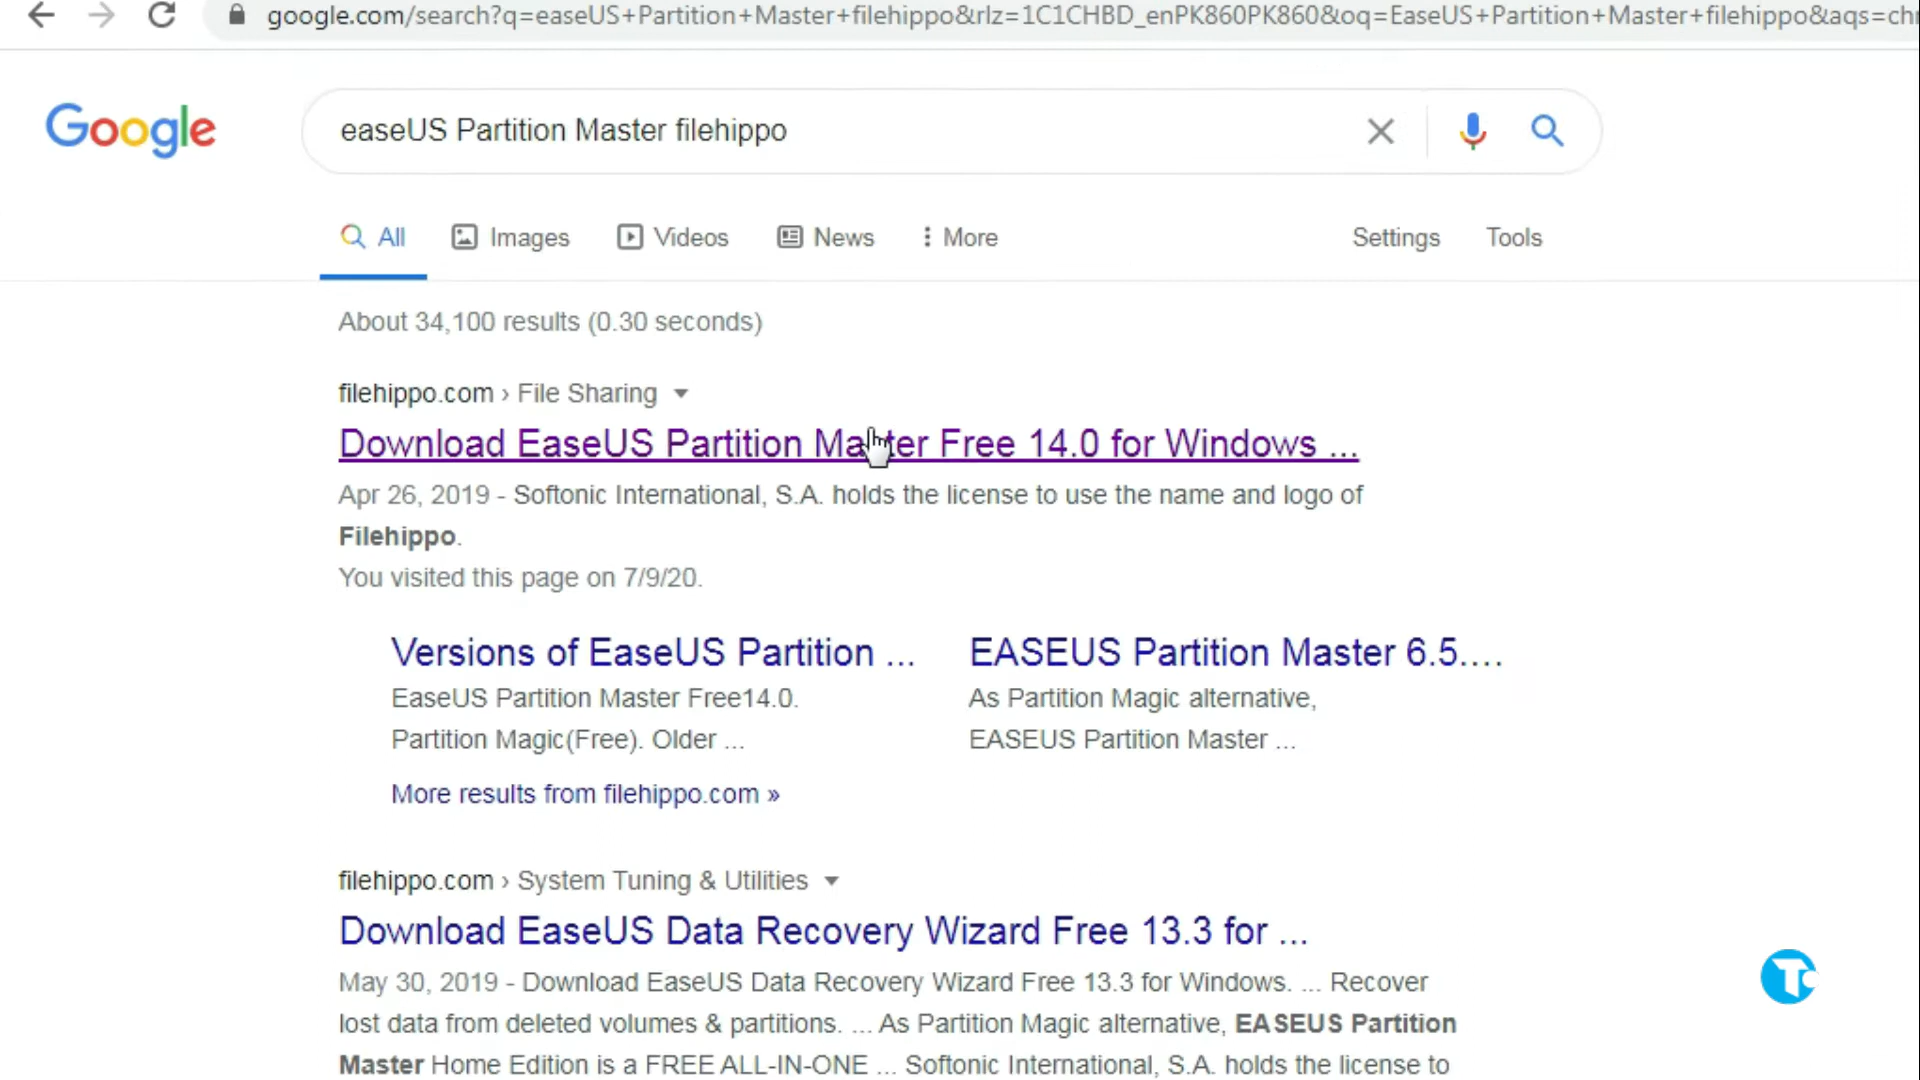 google.com/search?q=easeUS+Partition+Master+filehippo&rlz=1C1CHBD_enPK860PK860&oq=EaseUS+Partition+Master+filehippo&aqs=chr
Google
easeUS Partition Master filehippo
All Images Videos News More Settings Tools
About 34,100 results (0.30 seconds)
filehippo.com › File Sharing
Download EaseUS Partition Master Free 14.0 for Windows ...
Apr 26, 2019 - Softonic International, S.A. holds the license to use the name and logo of
Filehippo.
You visited this page on 7/9/20.
Versions of EaseUS Partition ...
EaseUS Partition Master Free14.0.
Partition Magic(Free). Older ...
EASEUS Partition Master 6.5....
As Partition Magic alternative,
EASEUS Partition Master ...
More results from filehippo.com »
filehippo.com › System Tuning & Utilities
Download EaseUS Data Recovery Wizard Free 13.3 for ...
May 30, 2019 - Download EaseUS Data Recovery Wizard Free 13.3 for Windows. ... Recover
lost data from deleted volumes & partitions. ... As Partition Magic alternative, EASEUS Partition
Master Home Edition is a FREE ALL-IN-ONE ... Softonic International, S.A. holds the license to